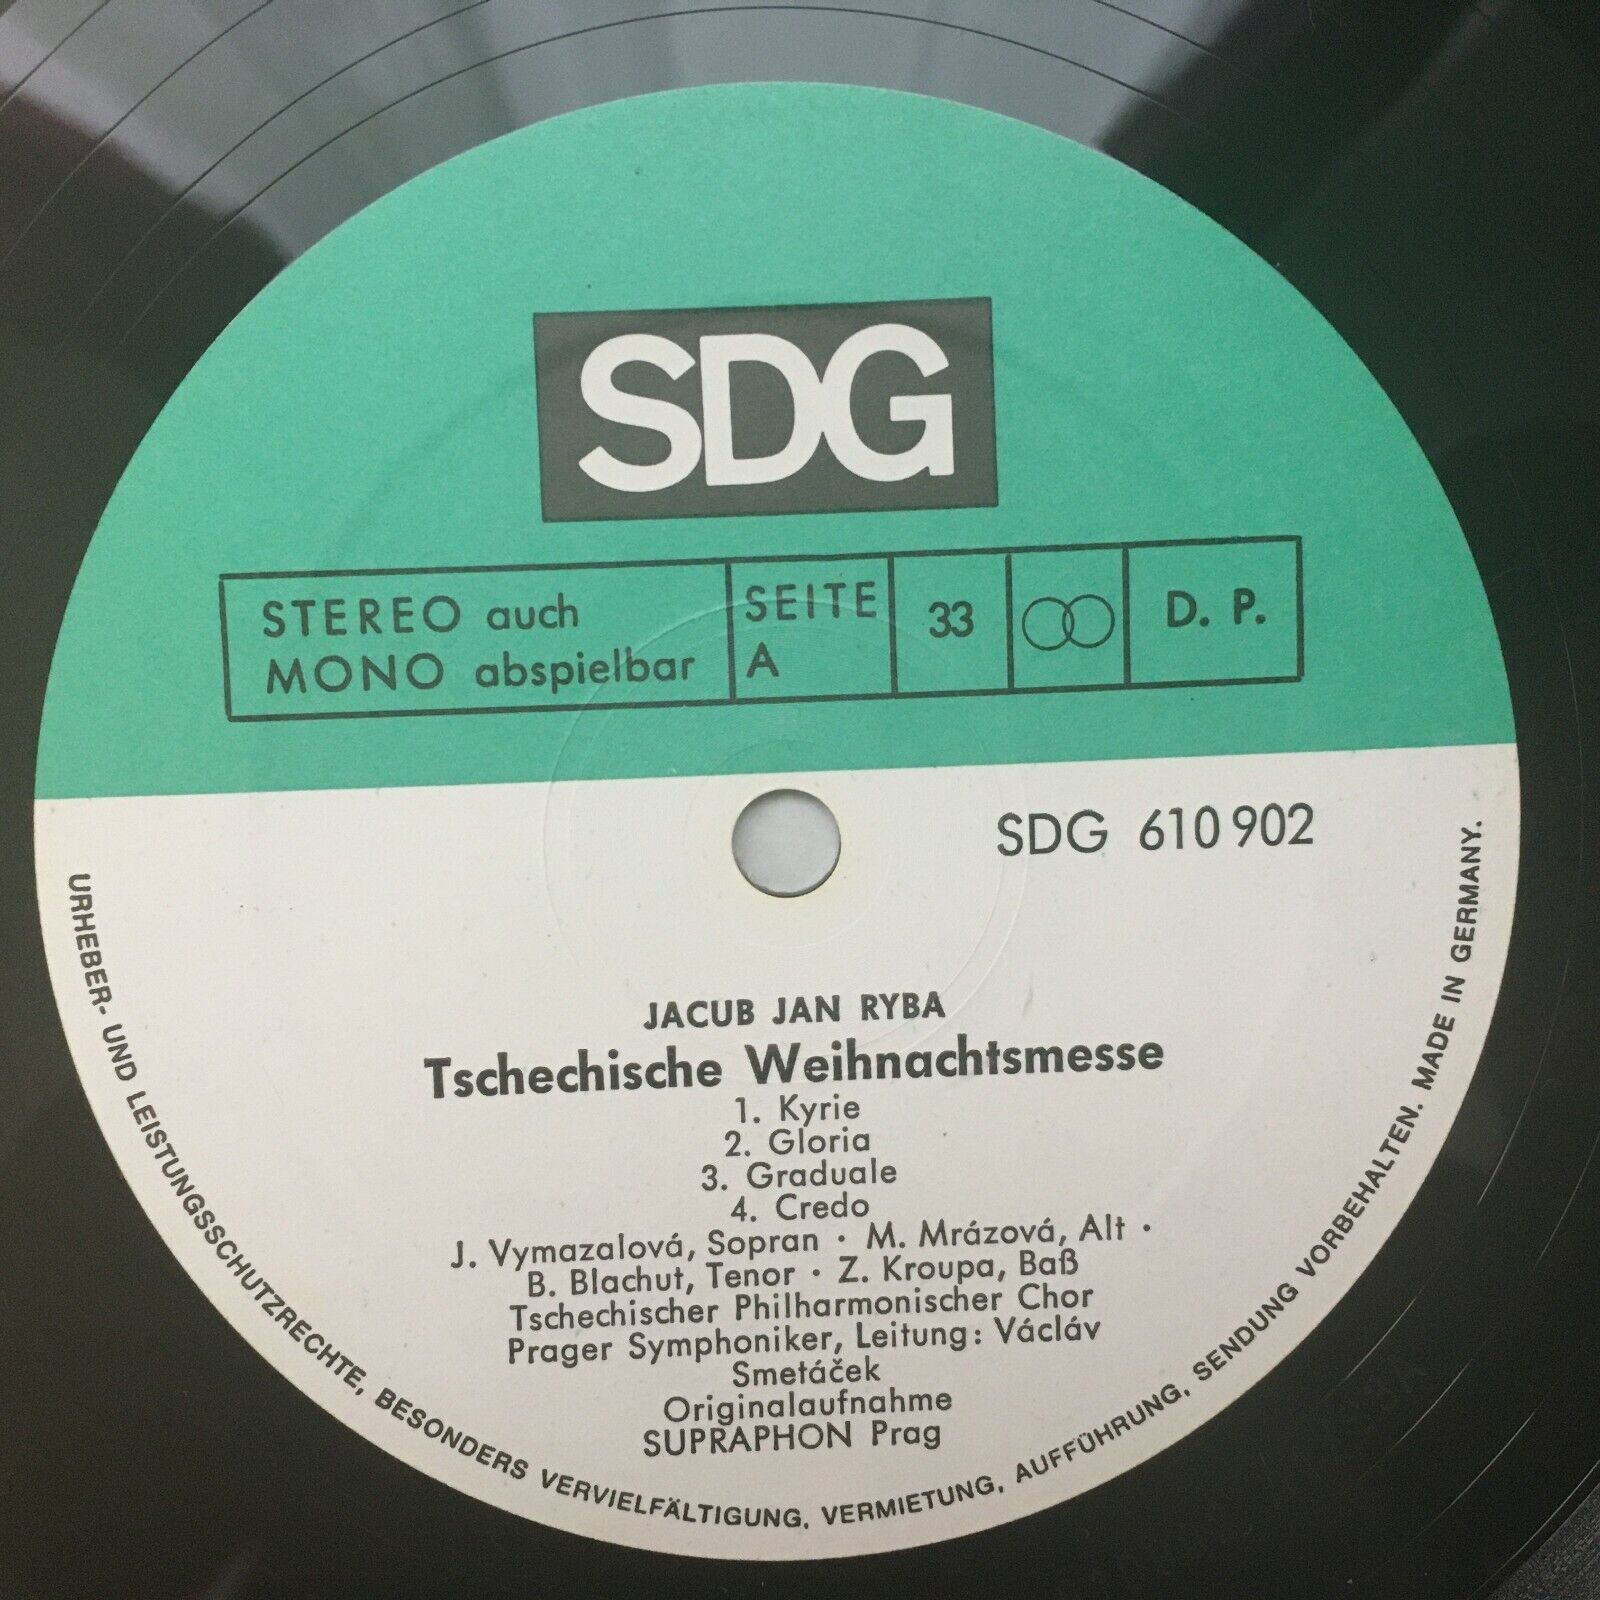 SDG
STEREO auch
MONO abspielbar
SEITE
A
33
D. P.
SDG 610 902
JACUB JAN RYBA
Tschechische Weihnachtsmesse
1. Kyrie
2. Gloria
3. Graduale
4. Credo
J. Vymazalová, Sopran · M. Mrázová, Alt ·
B. Blachut, Tenor · Z. Kroupa, Baß
Tschechischer Philharmonischer Chor
Prager Symphoniker, Leitung: Václáv
Smetáček
Originalaufnahme
SUPRAPHON Prag
URHEBER- UND LEISTUNGSSCHUTZRECHTE, BESONDERS VERVIELFÄLTIGUNG, VERMIETUNG, AUFFÜHRUNG, SENDUNG VORBEHALTEN. MADE IN GERMANY.